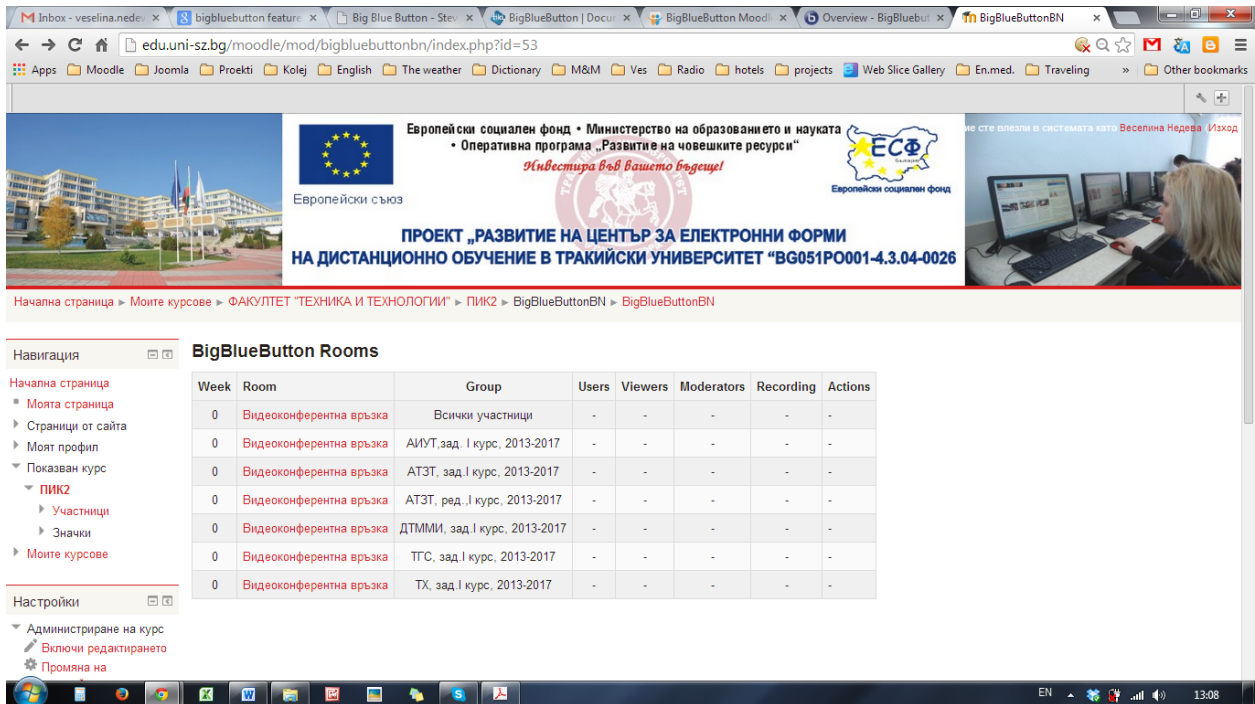 Inbox - veselina.nedev
bigbluebutton feature
Big Blue Button - Stev
BigBlueButton | Docur
BigBlueButton Moodl
Overview - BigBluebut
BigBlueButtonBN
edu.uni-sz.bg/moodle/mod/bigbluebuttonbn/index.php?id=53
Apps Moodle Joomla Proekti Kolej English The weather Dictionary M&M Ves Radio hotels projects Web Slice Gallery En.med. Traveling » Other bookmarks
Европейски социален фонд • Министерство на образованието и науката
• Оперативна програма „Развитие на човешките ресурси“
Инвестира във вашето бъдеще!
Европейски съюз
ЕСФ
Европейски социален фонд
ие сте влезли в системата като Веселина Недева (Изход
ПРОЕКТ „РАЗВИТИЕ НА ЦЕНТЪР ЗА ЕЛЕКТРОННИ ФОРМИ
НА ДИСТАНЦИОННО ОБУЧЕНИЕ В ТРАКИЙСКИ УНИВЕРСИТЕТ “BG051PO001-4.3.04-0026
Начална страница ► Моите курсове ► ФАКУЛТЕТ "ТЕХНИКА И ТЕХНОЛОГИИ" ► ПИК2 ► BigBlueButtonBN ► BigBlueButtonBN
Навигация
Начална страница
Моята страница
Страници от сайта
Моят профил
Показван курс
ПИК2
Участници
Значки
Моите курсове
Настройки
Администриране на курс
Включи редактирането
Промяна на
BigBlueButton Rooms
Week Room Group Users Viewers Moderators Recording Actions
0 Видеоконферентна връзка Всички участници - - - - -
0 Видеоконферентна връзка АИУТ,зад. I курс, 2013-2017 - - - - -
0 Видеоконферентна връзка АТЗТ, зад.I курс, 2013-2017 - - - - -
0 Видеоконферентна връзка АТЗТ, ред.,I курс, 2013-2017 - - - - -
0 Видеоконферентна връзка ДТММИ, зад.I курс, 2013-2017 - - - - -
0 Видеоконферентна връзка ТГС, зад.I курс, 2013-2017 - - - - -
0 Видеоконферентна връзка ТХ, зад.I курс, 2013-2017 - - - - -
EN 13:08